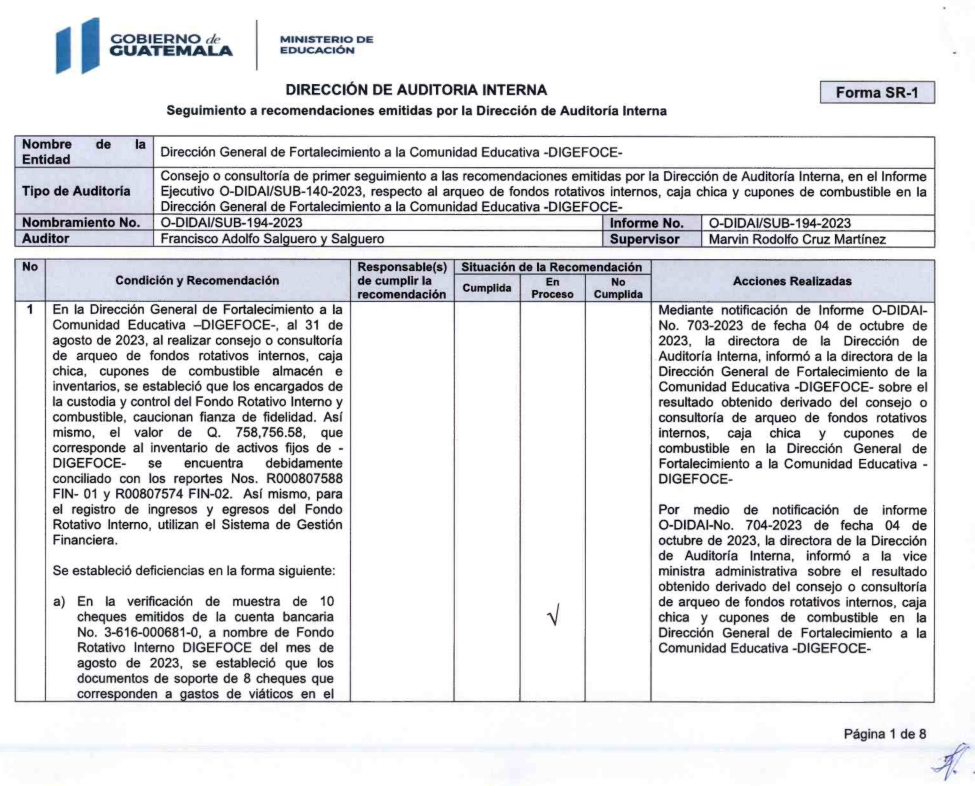 GOBIERNO de
GUATEMALA
MINISTERIO DE
EDUCACIÓN
DIRECCIÓN DE AUDITORIA INTERNA
Forma SR-1
Seguimiento a recomendaciones emitidas por la Dirección de Auditoría Interna
Nombre de la
Entidad
Dirección General de Fortalecimiento a la Comunidad Educativa -DIGEFOCE-
Tipo de Auditoría
Consejo o consultoría de primer seguimiento a las recomendaciones emitidas por la Dirección de Auditoría Interna, en el Informe
Ejecutivo O-DIDAI/SUB-140-2023, respecto al arqueo de fondos rotativos internos, caja chica y cupones de combustible en la
Dirección General de Fortalecimiento a la Comunidad Educativa -DIGEFOCE-
Nombramiento No. O-DIDAI/SUB-194-2023 Informe No. O-DIDAI/SUB-194-2023
Auditor Francisco Adolfo Salguero y Salguero Supervisor Marvin Rodolfo Cruz Martínez
No
Condición y Recomendación
Responsable(s)
de cumplir la
recomendación
Situación de la Recomendación
Cumplida
En
Proceso
No
Cumplida
Acciones Realizadas
1
En la Dirección General de Fortalecimiento a la
Comunidad Educativa –DIGEFOCE-, al 31 de
agosto de 2023, al realizar consejo o consultoría
de arqueo de fondos rotativos internos, caja
chica, cupones de combustible almacén e
inventarios, se estableció que los encargados de
la custodia y control del Fondo Rotativo Interno y
combustible, caucionan fianza de fidelidad. Así
mismo, el valor de Q. 758,756.58, que
corresponde al inventario de activos fijos de -
DIGEFOCE- se encuentra debidamente
conciliado con los reportes Nos. R000807588
FIN- 01 y R00807574 FIN-02. Así mismo, para
el registro de ingresos y egresos del Fondo
Rotativo Interno, utilizan el Sistema de Gestión
Financiera.
Se estableció deficiencias en la forma siguiente:
a) En la verificación de muestra de 10
cheques emitidos de la cuenta bancaria
No. 3-616-000681-0, a nombre de Fondo
Rotativo Interno DIGEFOCE del mes de
agosto de 2023, se estableció que los
documentos de soporte de 8 cheques que
corresponden a gastos de viáticos en el
√
Mediante notificación de Informe O-DIDAI-
No. 703-2023 de fecha 04 de octubre de
2023, la directora de la Dirección de
Auditoría Interna, informó a la directora de la
Dirección General de Fortalecimiento de la
Comunidad Educativa -DIGEFOCE- sobre el
resultado obtenido derivado del consejo o
consultoría de arqueo de fondos rotativos
internos, caja chica y cupones de
combustible en la Dirección General de
Fortalecimiento a la Comunidad Educativa -
DIGEFOCE-
Por medio de notificación de informe
O-DIDAI-No. 704-2023 de fecha 04 de
octubre de 2023, la directora de la Dirección
de Auditoría Interna, informó a la vice
ministra administrativa sobre el resultado
obtenido derivado del consejo o consultoría
de arqueo de fondos rotativos internos, caja
chica y cupones de combustible en la
Dirección General de Fortalecimiento a la
Comunidad Educativa -DIGEFOCE-
Página 1 de 8